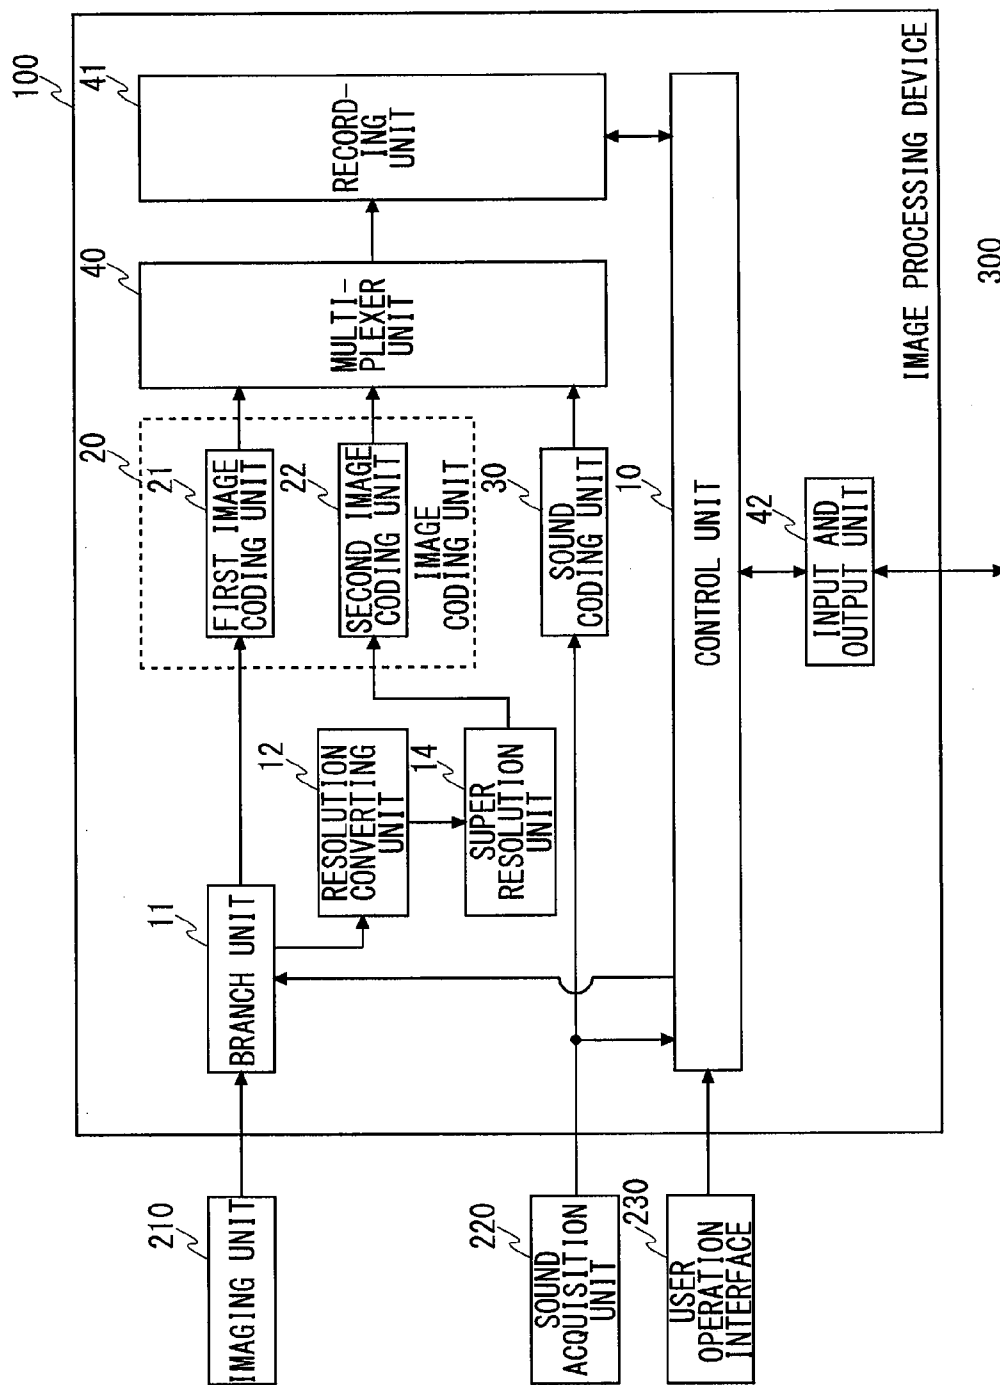 100
IMAGE PROCESSING DEVICE
210
IMAGING UNIT
11
BRANCH UNIT
12
RESOLUTION
CONVERTING
UNIT
14
SUPER
RESOLUTION
UNIT
20
21
FIRST IMAGE
CODING UNIT
22
SECOND IMAGE
CODING UNIT
IMAGE
CODING UNIT
40
MULTI-
PLEXER
UNIT
41
RECORD-
ING
UNIT
220
SOUND
ACQUISITION
UNIT
30
SOUND
CODING UNIT
230
USER
OPERATION
INTERFACE
10
CONTROL UNIT
42
INPUT AND
OUTPUT UNIT
300